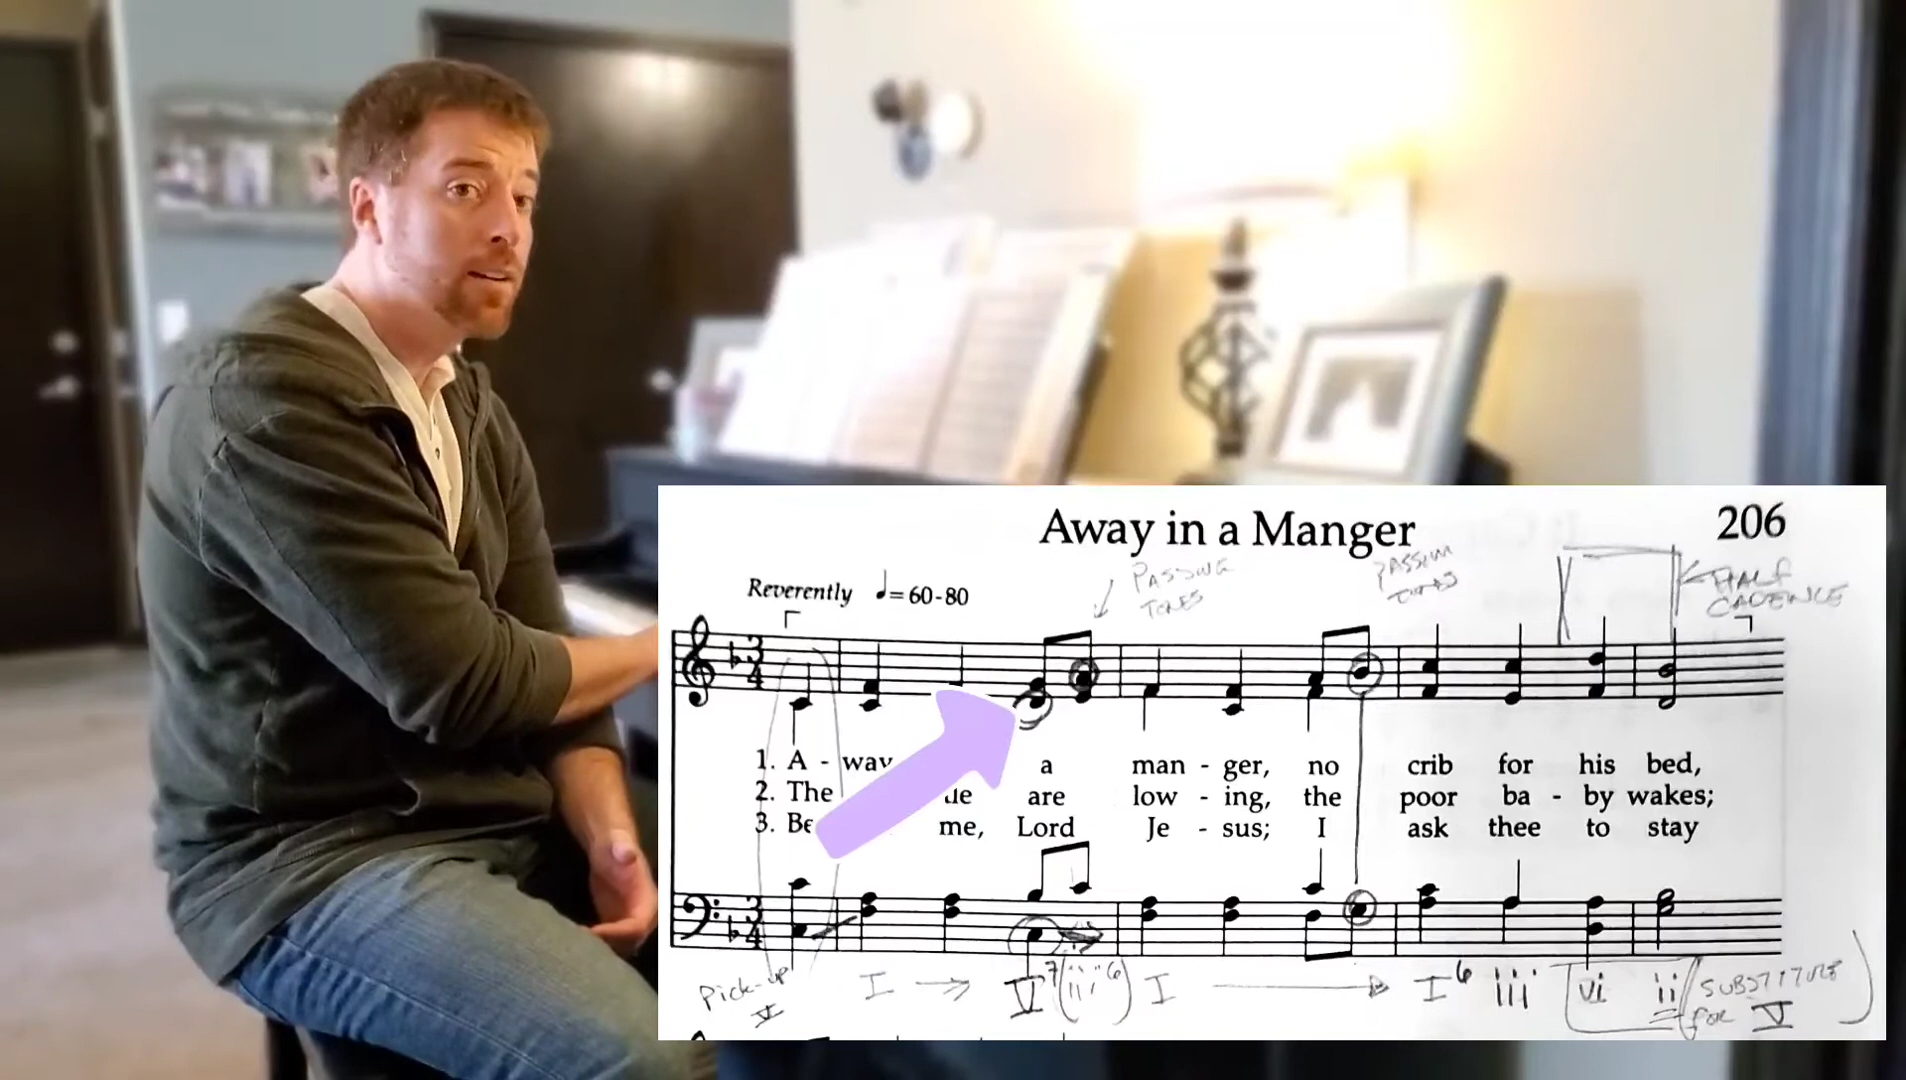 Away in a Manger 206
PASSING TONES
PASSING TONES
HALF CADENCE
Reverently ♩= 60-80
1. A - way a man - ger, no crib for his bed,
2. The are low - ing, the poor ba - by wakes;
3. Be me, Lord Je - sus; I ask thee to stay
Pick-up V I → V7 (iii6) I → I6 iii vi ii (SUBSTITUTE FOR V)